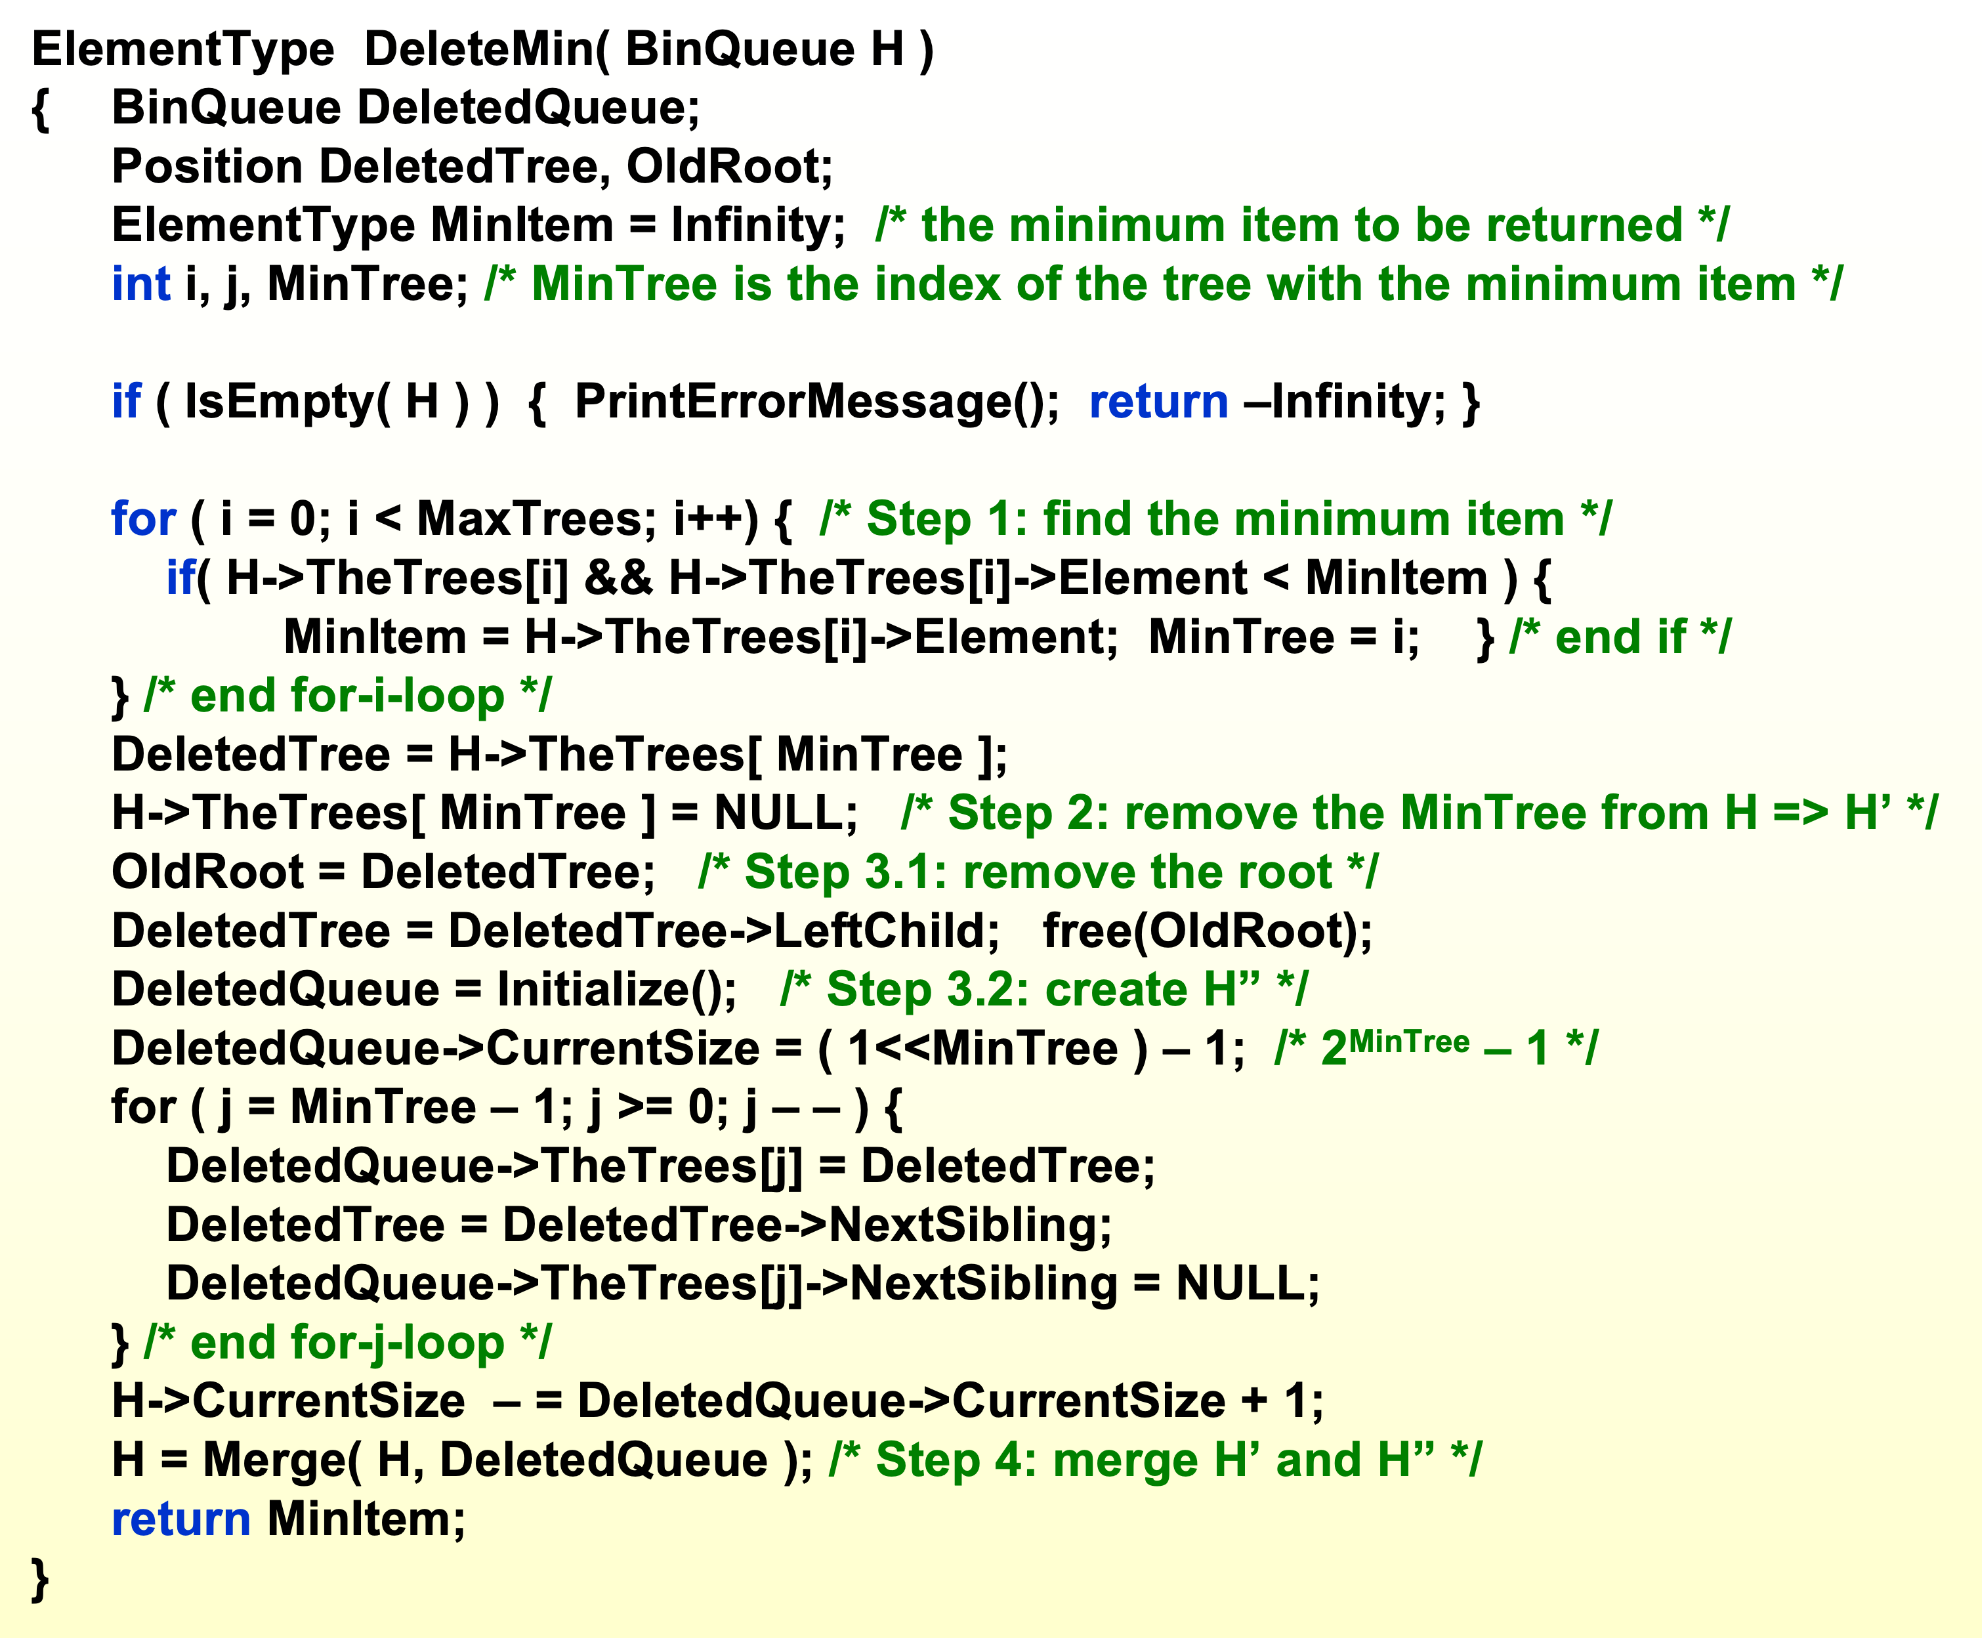 ElementType  DeleteMin( BinQueue H )
{    BinQueue DeletedQueue;
Position DeletedTree, OldRoot;
ElementType MinItem = Infinity;  /* the minimum item to be returned */
int i, j, MinTree; /* MinTree is the index of the tree with the minimum item */
if ( IsEmpty( H ) )  {  PrintErrorMessage();  return –Infinity; }
for ( i = 0; i < MaxTrees; i++) {  /* Step 1: find the minimum item */
if( H->TheTrees[i] && H->TheTrees[i]->Element < MinItem ) {
MinItem = H->TheTrees[i]->Element;  MinTree = i;    } /* end if */
} /* end for-i-loop */
DeletedTree = H->TheTrees[ MinTree ];
H->TheTrees[ MinTree ] = NULL;   /* Step 2: remove the MinTree from H => H’ */
OldRoot = DeletedTree;   /* Step 3.1: remove the root */
DeletedTree = DeletedTree->LeftChild;   free(OldRoot);
DeletedQueue = Initialize();   /* Step 3.2: create H” */
DeletedQueue->CurrentSize = ( 1<<MinTree ) – 1;  /* 2^MinTree – 1 */
for ( j = MinTree – 1; j >= 0; j – – ) {
DeletedQueue->TheTrees[j] = DeletedTree;
DeletedTree = DeletedTree->NextSibling;
DeletedQueue->TheTrees[j]->NextSibling = NULL;
} /* end for-j-loop */
H->CurrentSize  – = DeletedQueue->CurrentSize + 1;
H = Merge( H, DeletedQueue ); /* Step 4: merge H’ and H” */
return MinItem;
}